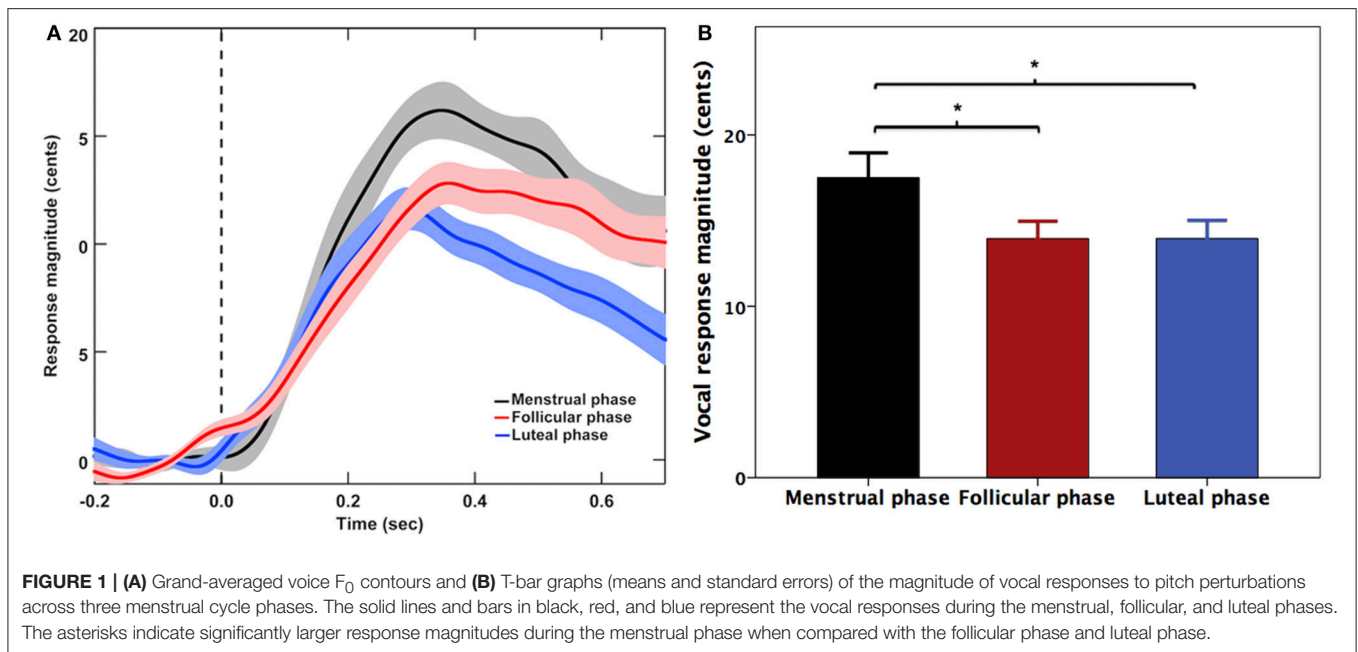 A
B
20
5
0
5
0
Response magnitude (cents)
-0.2
0.0
0.2
0.4
0.6
Time (sec)
Menstrual phase
Follicular phase
Luteal phase
Vocal response magnitude (cents)
20
10
0
*
*
Menstrual phase
Follicular phase
Luteal phase
FIGURE 1 | (A) Grand-averaged voice F0 contours and (B) T-bar graphs (means and standard errors) of the magnitude of vocal responses to pitch perturbations
across three menstrual cycle phases. The solid lines and bars in black, red, and blue represent the vocal responses during the menstrual, follicular, and luteal phases.
The asterisks indicate significantly larger response magnitudes during the menstrual phase when compared with the follicular phase and luteal phase.